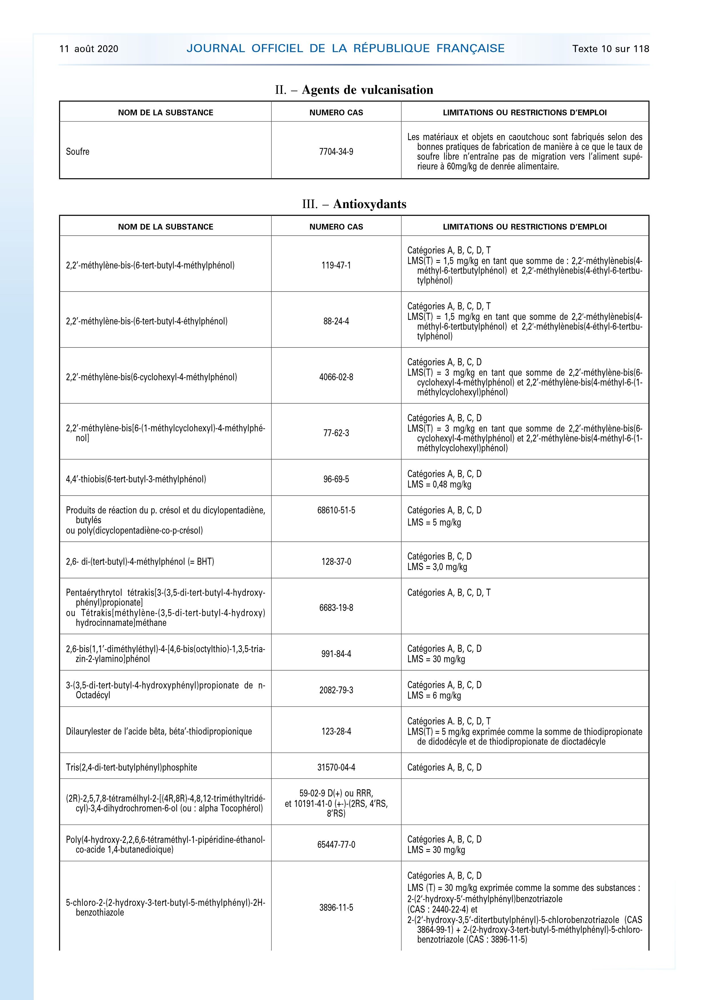 11 août 2020
JOURNAL OFFICIEL DE LA RÉPUBLIQUE FRANÇAISE
Texte 10 sur 118
II. – Agents de vulcanisation
NOM DE LA SUBSTANCE
NUMERO CAS
LIMITATIONS OU RESTRICTIONS D’EMPLOI
Soufre
7704-34-9
Les matériaux et objets en caoutchouc sont fabriqués selon des
bonnes pratiques de fabrication de manière à ce que le taux de
soufre libre n’entraîne pas de migration vers l’aliment supé-
rieure à 60mg/kg de denrée alimentaire.
III. – Antioxydants
NOM DE LA SUBSTANCE
NUMERO CAS
LIMITATIONS OU RESTRICTIONS D’EMPLOI
2,2’-méthylène-bis-(6-tert-butyl-4-méthylphénol)
119-47-1
Catégories A, B, C, D, T
LMS(T) = 1,5 mg/kg en tant que somme de : 2,2′-méthylènebis(4-
méthyl-6-tertbutylphénol) et 2,2′-méthylènebis(4-éthyl-6-tertbu-
tylphénol)
2,2’-méthylène-bis-(6-tert-butyl-4-éthylphénol)
88-24-4
Catégories A, B, C, D, T
LMS(T) = 1,5 mg/kg en tant que somme de 2,2′-méthylènebis(4-
méthyl-6-tertbutylphénol) et 2,2′-méthylènebis(4-éthyl-6-tertbu-
tylphénol)
2,2’-méthylène-bis(6-cyclohexyl-4-méthylphénol)
4066-02-8
Catégories A, B, C, D
LMS(T) = 3 mg/kg en tant que somme de 2,2’-méthylène-bis(6-
cyclohexyl-4-méthylphénol) et 2,2’-méthylène-bis(4-méthyl-6-(1-
méthylcyclohexyl)phénol)
2,2’-méthylène-bis[6-(1-méthylcyclohexyl)-4-méthylphé-
nol]
77-62-3
Catégories A, B, C, D
LMS(T) = 3 mg/kg en tant que somme de 2,2’-méthylène-bis(6-
cyclohexyl-4-méthylphénol) et 2,2’-méthylène-bis(4-méthyl-6-(1-
méthylcyclohexyl)phénol)
4,4’-thiobis(6-tert-butyl-3-méthylphénol)
96-69-5
Catégories A, B, C, D
LMS = 0,48 mg/kg
Produits de réaction du p. crésol et du dicylopentadiène,
butylés
ou poly(dicyclopentadiène-co-p-crésol)
68610-51-5
Catégories A, B, C, D
LMS = 5 mg/kg
2,6- di-(tert-butyl)-4-méthylphénol (= BHT)
128-37-0
Catégories B, C, D
LMS = 3,0 mg/kg
Pentaérythrytol tétrakis[3-(3,5-di-tert-butyl-4-hydroxy-
phényl)propionate]
ou Tétrakis[méthylène-(3,5-di-tert-butyl-4-hydroxy)
hydrocinnamate]méthane
6683-19-8
Catégories A, B, C, D, T
2,6-bis(1,1’-diméthyléthyl)-4-[4,6-bis(octylthio)-1,3,5-tria-
zin-2-ylamino]phénol
991-84-4
Catégories A, B, C, D
LMS = 30 mg/kg
3-(3,5-di-tert-butyl-4-hydroxyphényl)propionate de n-
Octadécyl
2082-79-3
Catégories A, B, C, D
LMS = 6 mg/kg
Dilaurylester de l’acide bêta, béta’-thiodipropionique
123-28-4
Catégories A. B, C, D, T
LMS(T) = 5 mg/kg exprimée comme la somme de thiodipropionate
de didodécyle et de thiodipropionate de dioctadécyle
Tris(2,4-di-tert-butylphényl)phosphite
31570-04-4
Catégories A, B, C, D
(2R)-2,5,7,8-tétramélhyl-2-[(4R,8R)-4,8,12-triméthyltridé-
cyl)-3,4-dihydrochromen-6-ol (ou : alpha Tocophérol)
59-02-9 D(+) ou RRR,
et 10191-41-0 (+-)-(2RS, 4’RS,
8’RS)
Poly(4-hydroxy-2,2,6,6-tétraméthyl-1-pipéridine-éthanol-
co-acide 1,4-butanedioique)
65447-77-0
Catégories A, B, C, D
LMS = 30 mg/kg
5-chloro-2-(2-hydroxy-3-tert-butyl-5-méthylphényl)-2H-
benzothiazole
3896-11-5
Catégories A, B, C, D
LMS (T) = 30 mg/kg exprimée comme la somme des substances :
2-(2‘-hydroxy-5‘-méthylphényl)benzotriazole
(CAS : 2440-22-4) et
2-(2‘-hydroxy-3,5‘-ditertbutylphényl)-5-chlorobenzotriazole (CAS
3864-99-1) + 2-(2-hydroxy-3-tert-butyl-5-méthylphényl)-5-chloro-
benzotriazole (CAS : 3896-11-5)